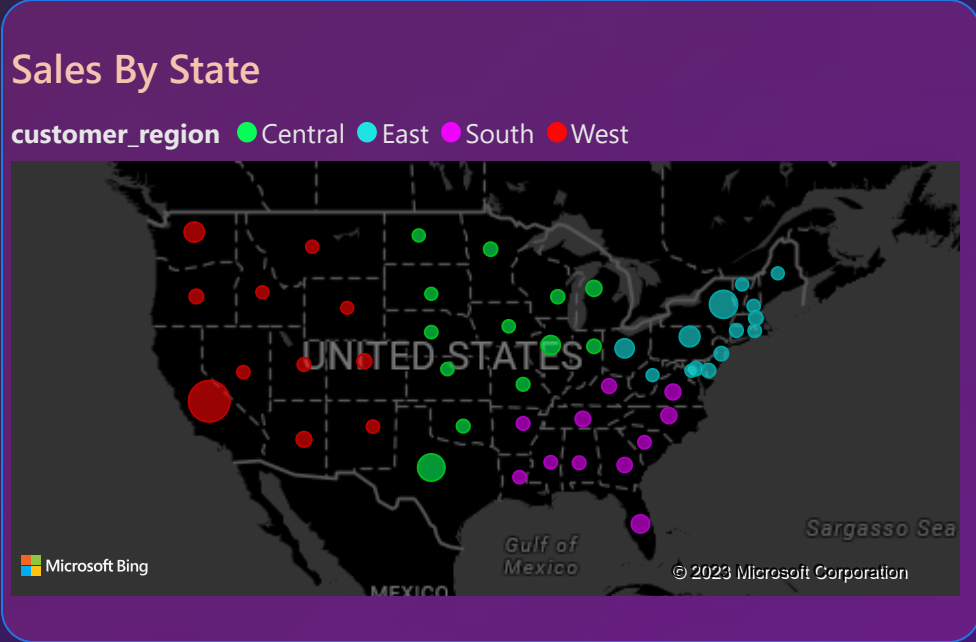 Sales By State
customer_region Central East South West
UNITED STATES
Gulf of
Mexico
Sargasso Sea
Microsoft Bing
© 2023 Microsoft Corporation
MEXICO